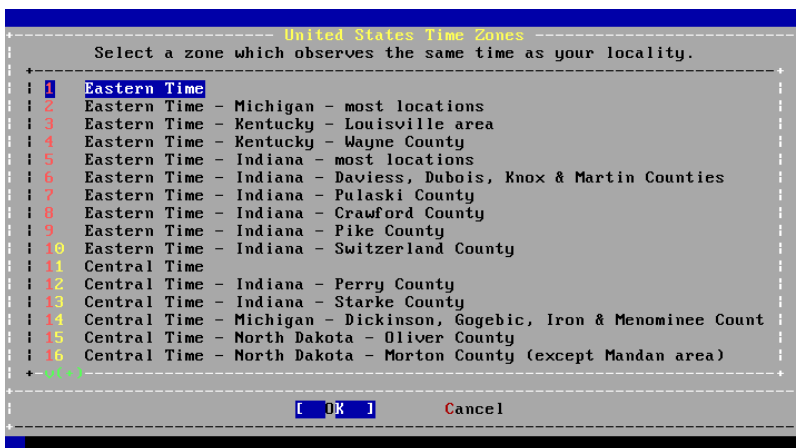 United States Time Zones
Select a zone which observes the same time as your locality.
1 Eastern Time
2 Eastern Time - Michigan - most locations
3 Eastern Time - Kentucky - Louisville area
4 Eastern Time - Kentucky - Wayne County
5 Eastern Time - Indiana - most locations
6 Eastern Time - Indiana - Daviess, Dubois, Knox & Martin Counties
7 Eastern Time - Indiana - Pulaski County
8 Eastern Time - Indiana - Crawford County
9 Eastern Time - Indiana - Pike County
10 Eastern Time - Indiana - Switzerland County
11 Central Time
12 Central Time - Indiana - Perry County
13 Central Time - Indiana - Starke County
14 Central Time - Michigan - Dickinson, Gogebic, Iron & Menominee Count
15 Central Time - North Dakota - Oliver County
16 Central Time - North Dakota - Morton County (except Mandan area)
v(+)
[ OK ] Cancel